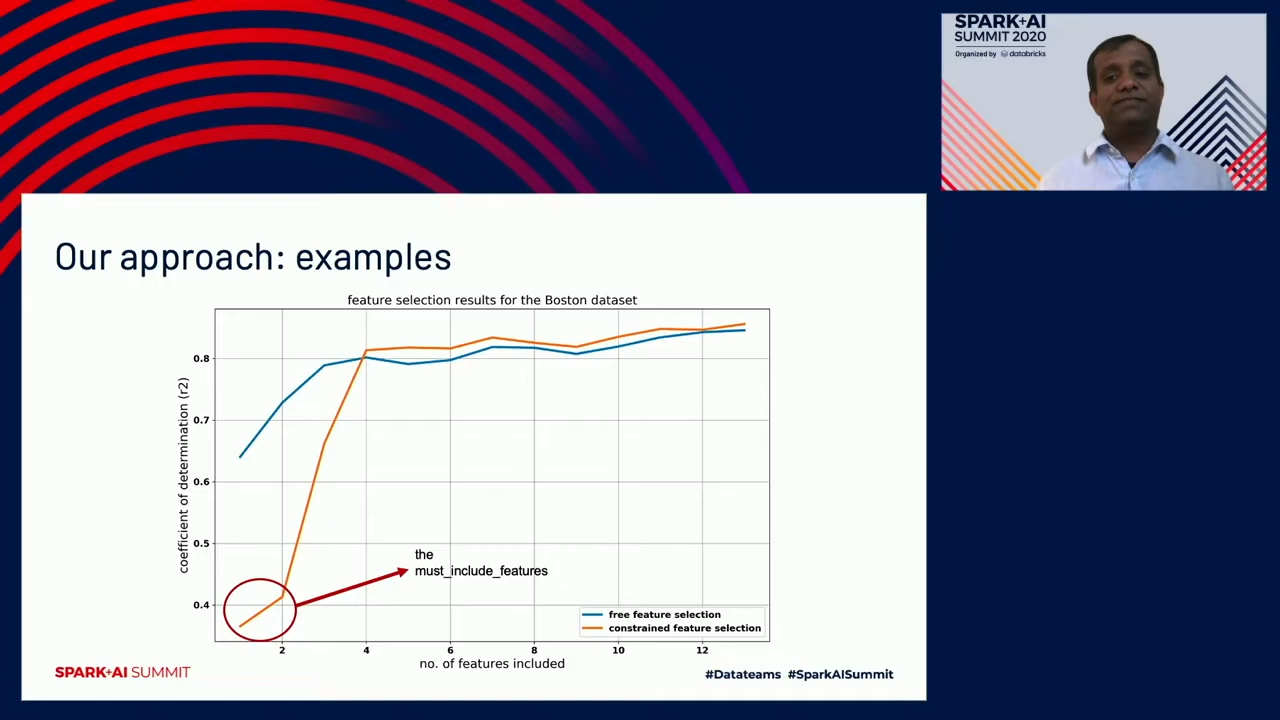 SPARK+AI
SUMMIT 2020
Organized by databricks
Our approach: examples
feature selection results for the Boston dataset
coefficient of determination (r2)
0.8
0.7
0.6
0.5
0.4
the
must_include_features
free feature selection
constrained feature selection
2 4 6 8 10 12
no. of features included
SPARK+AI SUMMIT
#Datateams #SparkAISummit